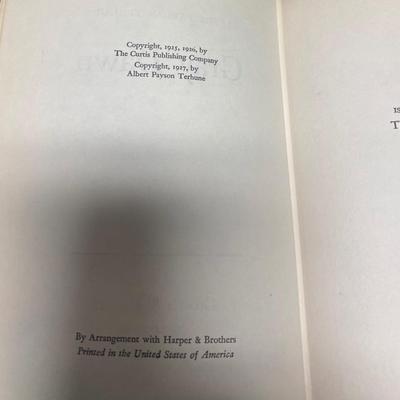 Copyright, 1925, 1926, by
The Curtis Publishing Company
Copyright, 1927, by
Albert Payson Terhune
By Arrangement with Harper & Brothers
Printed in the United States of America